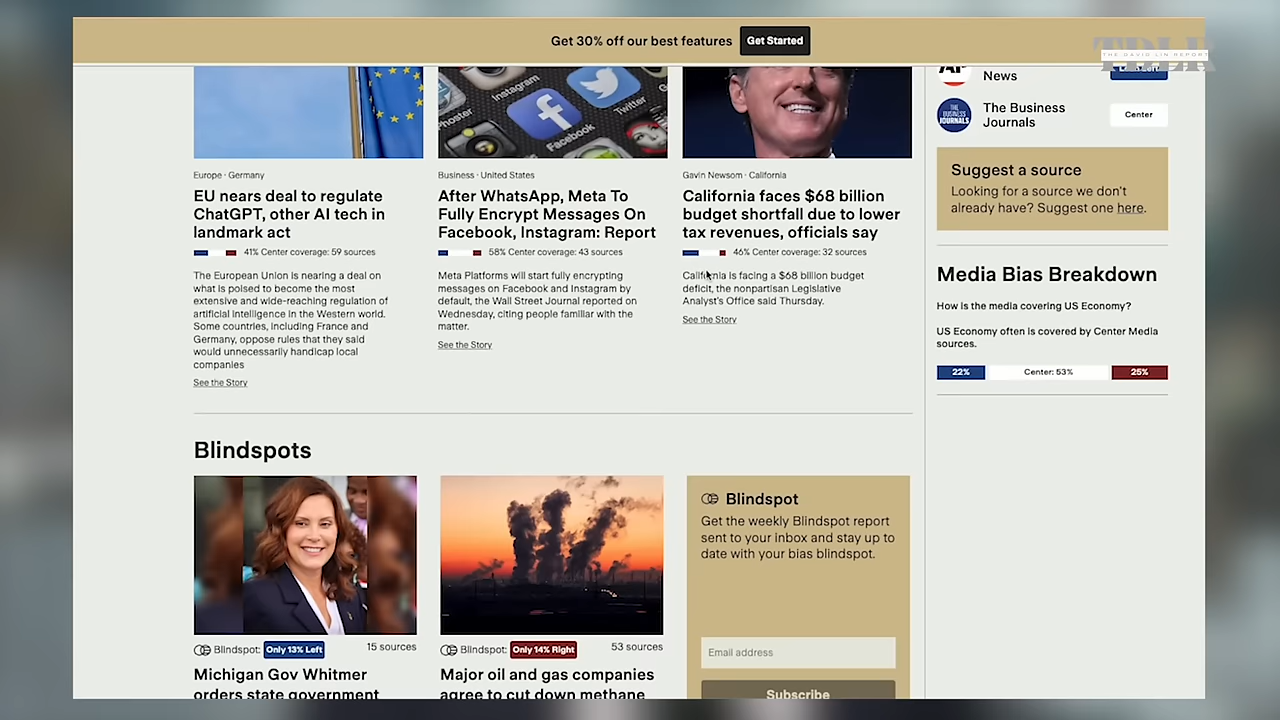 Get 30% off our best features
Get Started
THE DAVID LIN REPORT
Instagram
Facebook
Twitter
Europe · Germany
EU nears deal to regulate
ChatGPT, other AI tech in
landmark act
41% Center coverage: 59 sources
The European Union is nearing a deal on
what is poised to become the most
extensive and wide-reaching regulation of
artificial intelligence in the Western world.
Some countries, including France and
Germany, oppose rules that they said
would unnecessarily handicap local
companies
See the Story
Business · United States
After WhatsApp, Meta To
Fully Encrypt Messages On
Facebook, Instagram: Report
58% Center coverage: 43 sources
Meta Platforms will start fully encrypting
messages on Facebook and Instagram by
default, the Wall Street Journal reported on
Wednesday, citing people familiar with the
matter.
See the Story
Gavin Newsom · California
California faces $68 billion
budget shortfall due to lower
tax revenues, officials say
46% Center coverage: 32 sources
California is facing a $68 billion budget
deficit, the nonpartisan Legislative
Analyst's Office said Thursday.
See the Story
AP
News
THE
BUSINESS
JOURNALS
The Business
Journals
Center
Suggest a source
Looking for a source we don't
already have? Suggest one here.
Media Bias Breakdown
How is the media covering US Economy?
US Economy often is covered by Center Media
sources.
22%
Center: 53%
25%
Blindspots
Blindspot:
Only 13% Left
15 sources
Michigan Gov Whitmer
orders state government
Blindspot:
Only 14% Right
53 sources
Major oil and gas companies
agree to cut down methane
Blindspot
Get the weekly Blindspot report
sent to your inbox and stay up to
date with your bias blindspot.
Email address
Subscribe